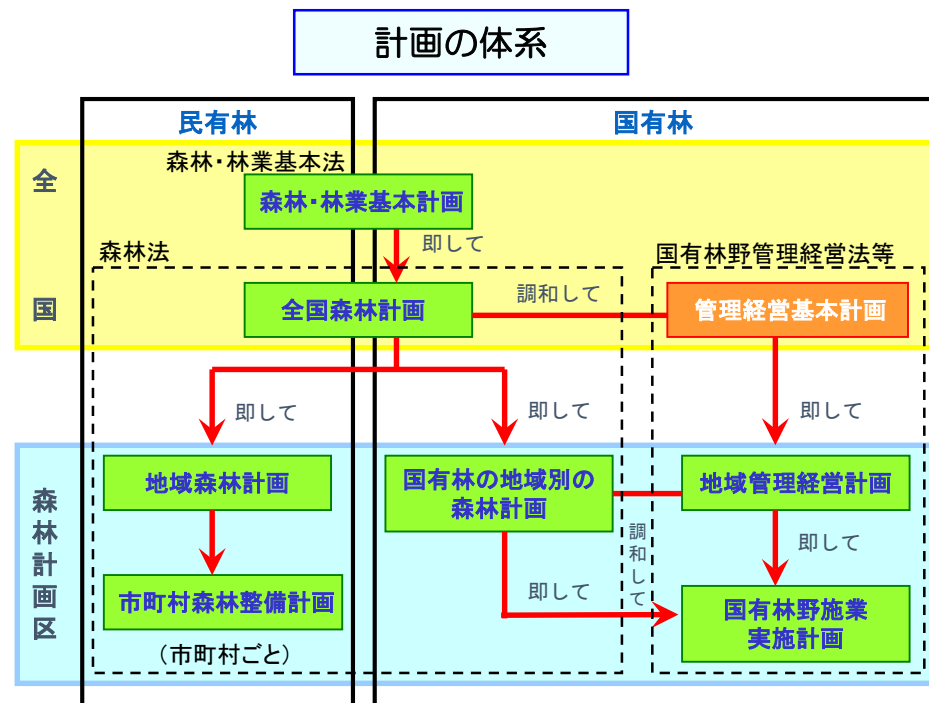 計画の体系
民有林
国有林
全国
森林・林業基本法
森林・林業基本計画
即して
森林法
国有林野管理経営法等
全国森林計画
調和して
管理経営基本計画
即して
即して
即して
森林計画区
地域森林計画
国有林の地域別の
森林計画
地域管理経営計画
調和して
即して
市町村森林整備計画
即して
国有林野施業
実施計画
（市町村ごと）